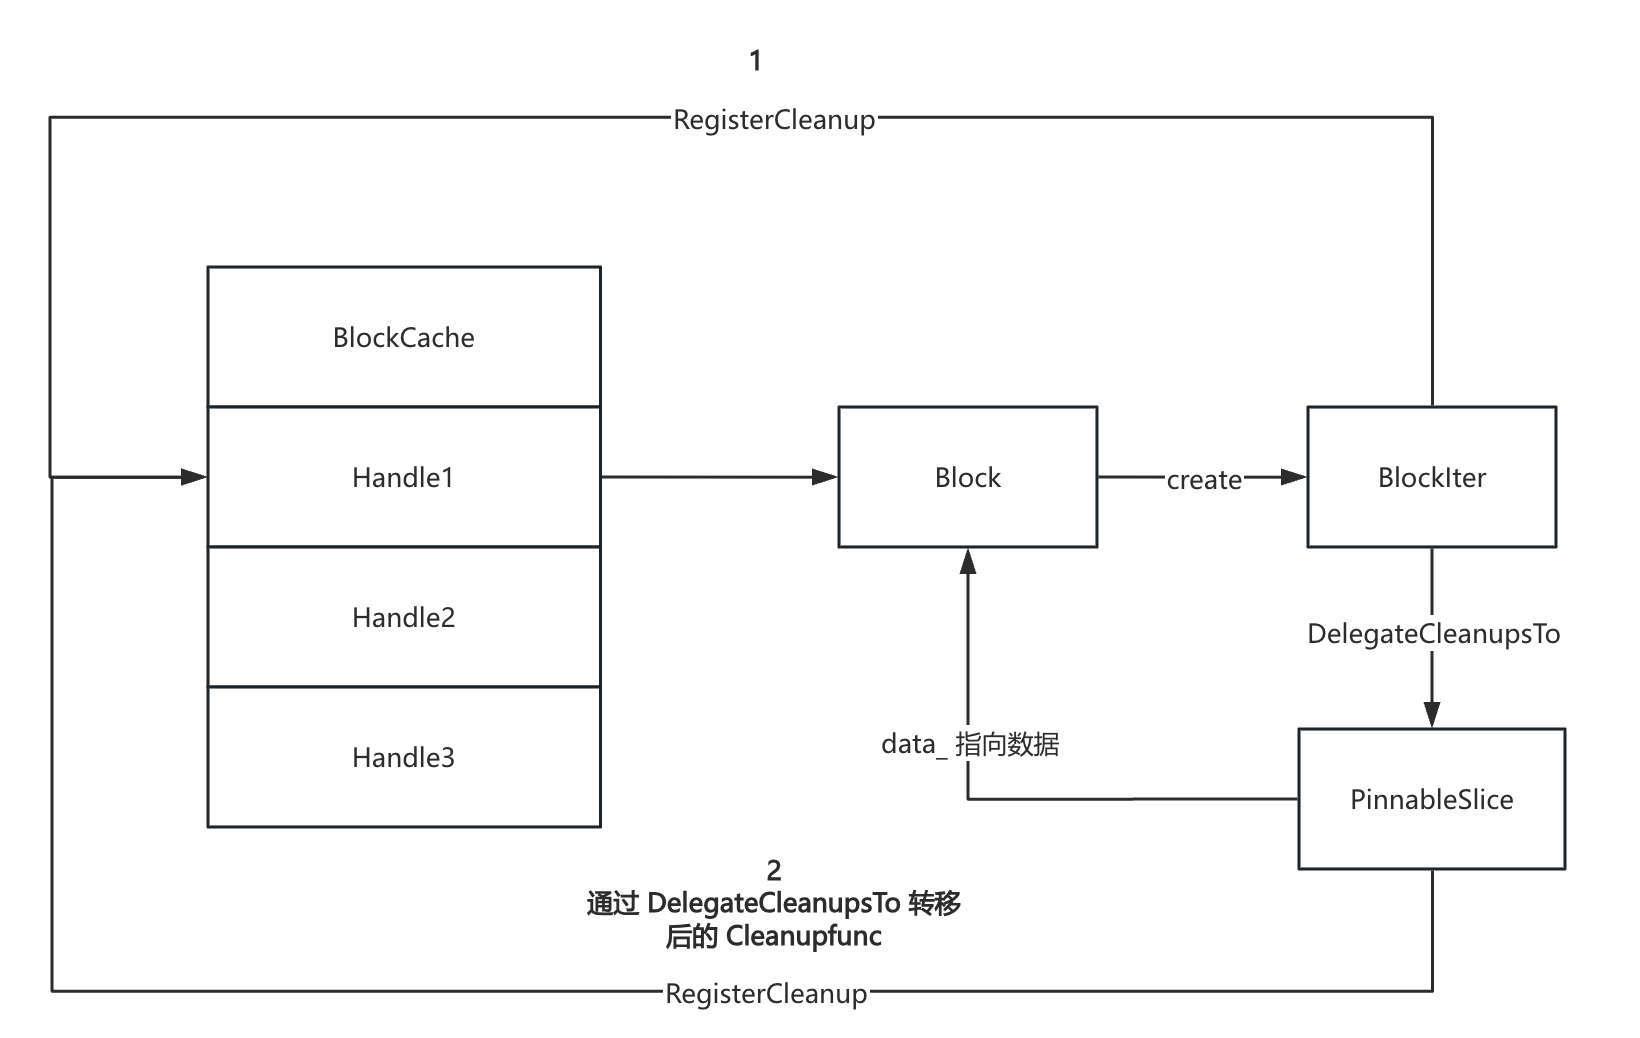 1
RegisterCleanup
BlockCache
Handle1
Block
create
BlockIter
Handle2
DelegateCleanupsTo
Handle3
data_ 指向数据
PinnableSlice
2
通过 DelegateCleanupsTo 转移
后的 Cleanupfunc
RegisterCleanup